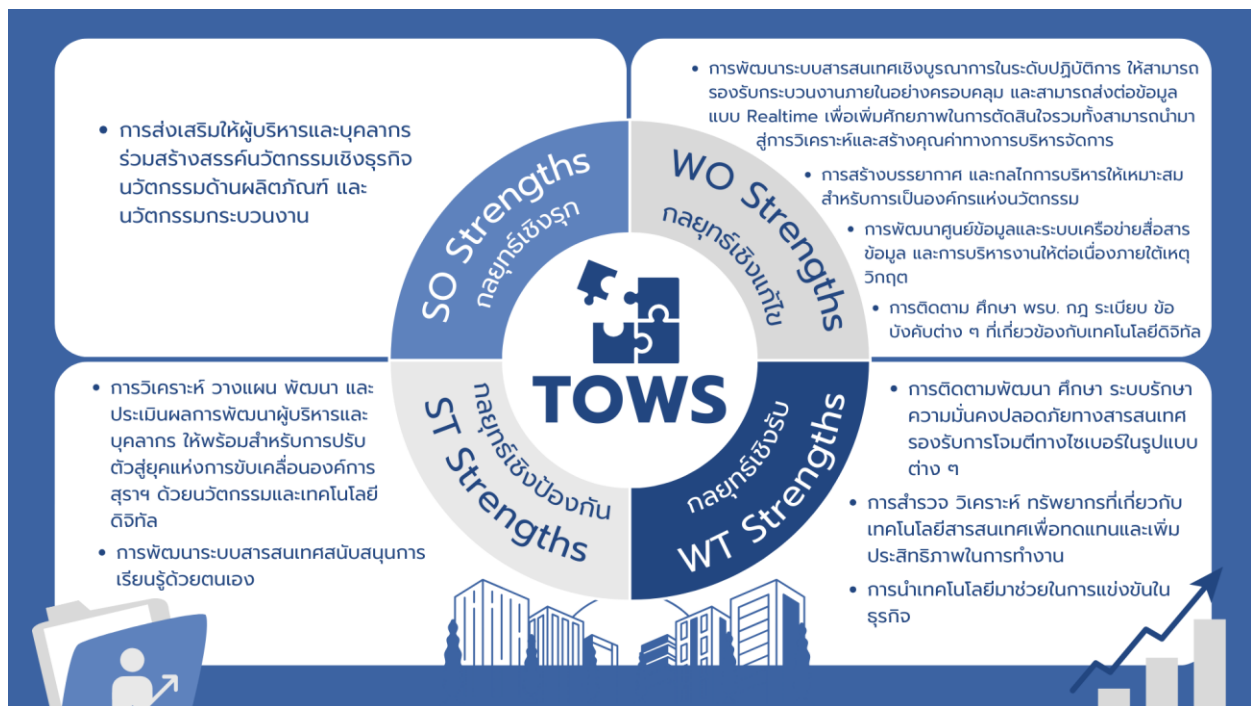 • การส่งเสริมให้ผู้บริหารและบุคลากร
ร่วมสร้างสรรค์นวัตกรรมเชิงธุรกิจ
นวัตกรรมด้านผลิตภัณฑ์ และ
นวัตกรรมกระบวนงาน
SO Strengths
กลยุทธ์เชิงรุก
• การพัฒนาระบบสารสนเทศเชิงบูรณาการในระดับปฏิบัติการ ให้สามารถ
รองรับกระบวนงานภายในอย่างครอบคลุม และสามารถส่งต่อข้อมูล
แบบ Realtime เพื่อเพิ่มศักยภาพในการตัดสินใจรวมทั้งสามารถนำมา
สู่การวิเคราะห์และสร้างคุณค่าทางการบริหารจัดการ
• การสร้างบรรยากาศ และกลไกการบริหารให้เหมาะสม
สำหรับการเป็นองค์กรแห่งนวัตกรรม
• การพัฒนาศูนย์ข้อมูลและระบบเครือข่ายสื่อสาร
ข้อมูล และการบริหารงานให้ต่อเนื่องภายใต้เหตุ
วิกฤต
• การติดตาม ศึกษา พรบ. กฎ ระเบียบ ข้อ
บังคับต่าง ๆ ที่เกี่ยวข้องกับเทคโนโลยีดิจิทัล
WO Strengths
กลยุทธ์เชิงแก้ไข
TOWS
• การวิเคราะห์ วางแผน พัฒนา และ
ประเมินผลการพัฒนาผู้บริหารและ
บุคลากร ให้พร้อมสำหรับการปรับ
ตัวสู่ยุคแห่งการขับเคลื่อนองค์การ
สุราฯ ด้วยนวัตกรรมและเทคโนโลยี
ดิจิทัล
• การพัฒนาระบบสารสนเทศสนับสนุนการ
เรียนรู้ด้วยตนเอง
กลยุทธ์เชิงป้องกัน
ST Strengths
กลยุทธ์เชิงรับ
WT Strengths
• การติดตามพัฒนา ศึกษา ระบบรักษา
ความมั่นคงปลอดภัยทางสารสนเทศ
รองรับการโจมตีทางไซเบอร์ในรูปแบบ
ต่าง ๆ
• การสำรวจ วิเคราะห์ ทรัพยากรที่เกี่ยวกับ
เทคโนโลยีสารสนเทศเพื่อทดแทนและเพิ่ม
ประสิทธิภาพในการทำงาน
• การนำเทคโนโลยีมาช่วยในการแข่งขันใน
ธุรกิจ